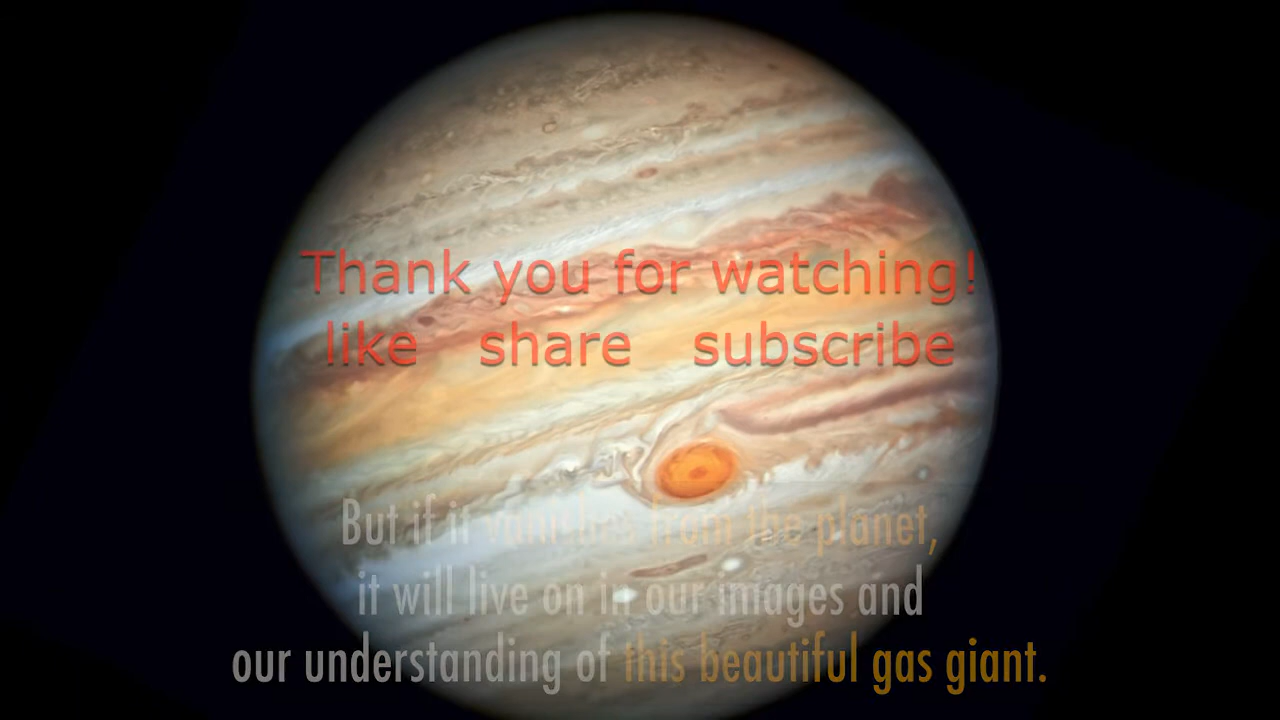 Thank you for watching!
like share subscribe
But if it vanishes from the planet,
it will live on in our images and
our understanding of this beautiful gas giant.